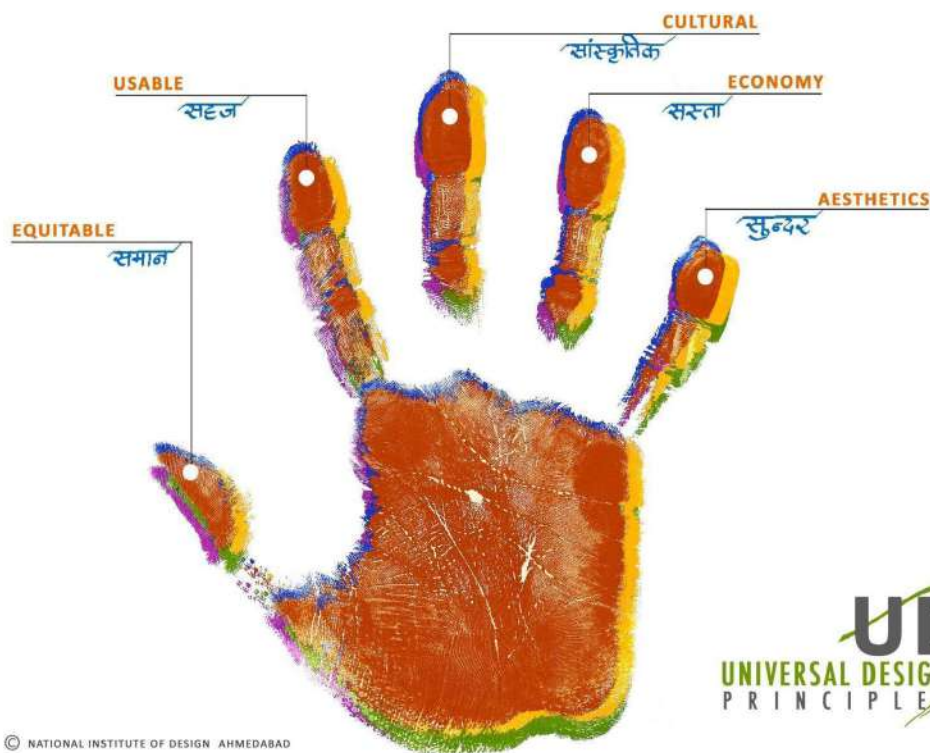 CULTURAL
सांस्कृतिक
USABLE
सहज
ECONOMY
सस्ता
AESTHETICS
सुन्दर
EQUITABLE
समान
UNIVERSAL DESIG
PRINCIPLE
© NATIONAL INSTITUTE OF DESIGN AHMEDABAD